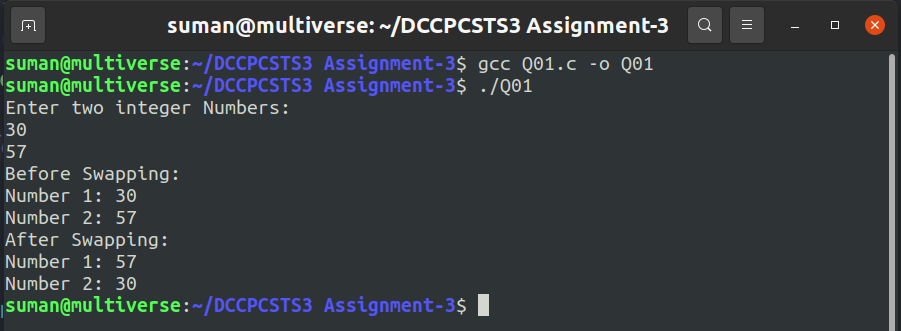 suman@multiverse: ~/DCCPCSTS3 Assignment-3
suman@multiverse:~/DCCPCSTS3 Assignment-3$ gcc Q01.c -o Q01
suman@multiverse:~/DCCPCSTS3 Assignment-3$ ./Q01
Enter two integer Numbers:
30
57
Before Swapping:
Number 1: 30
Number 2: 57
After Swapping:
Number 1: 57
Number 2: 30
suman@multiverse:~/DCCPCSTS3 Assignment-3$